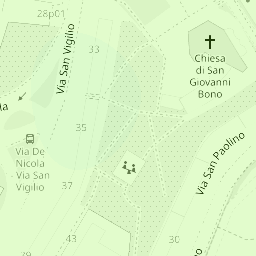 28p01
Via San Vigilio
33
Chiesa
di San
Giovanni
Bono
35
Via De
Nicola
- Via San
Vigilio
Via San Paolino
37
43
30